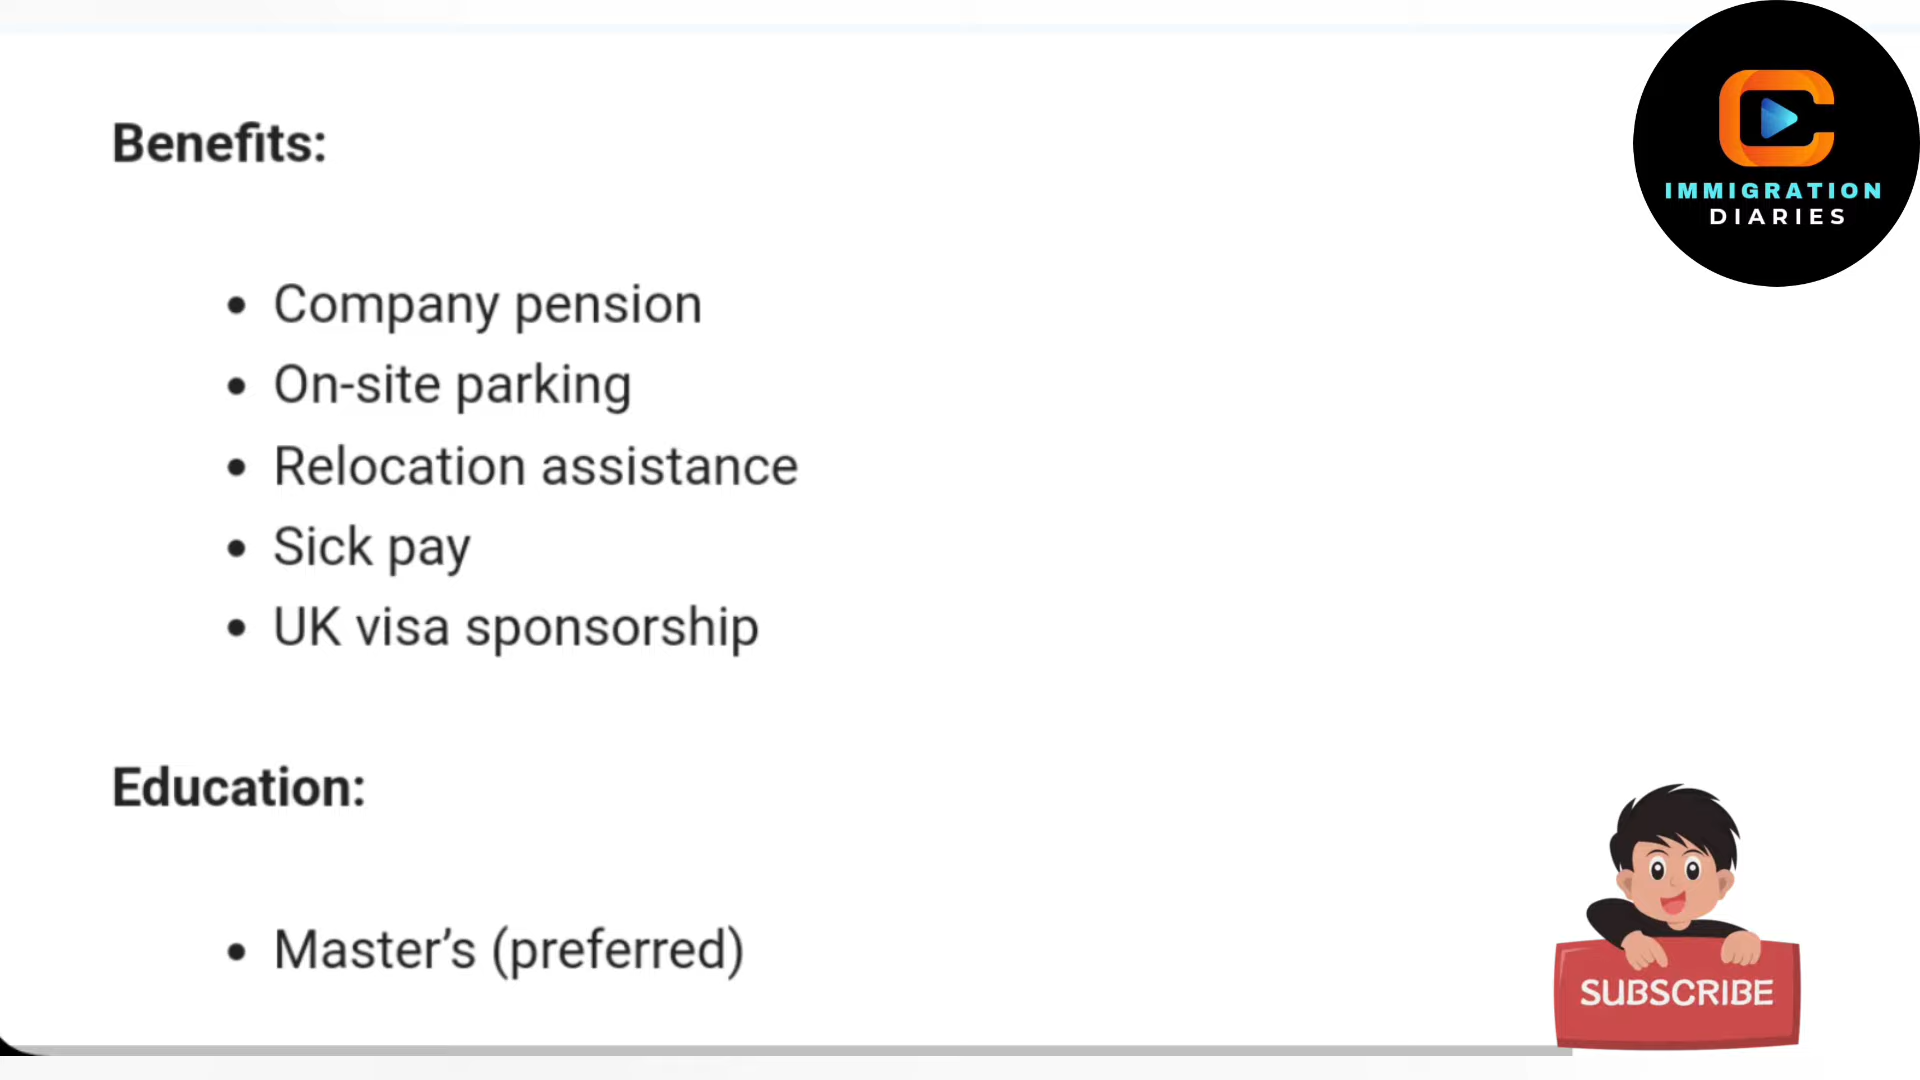 Benefits:
IMMIGRATION
DIARIES
Company pension
On-site parking
Relocation assistance
Sick pay
UK visa sponsorship
Education:
Master’s (preferred)
SUBSCRIBE